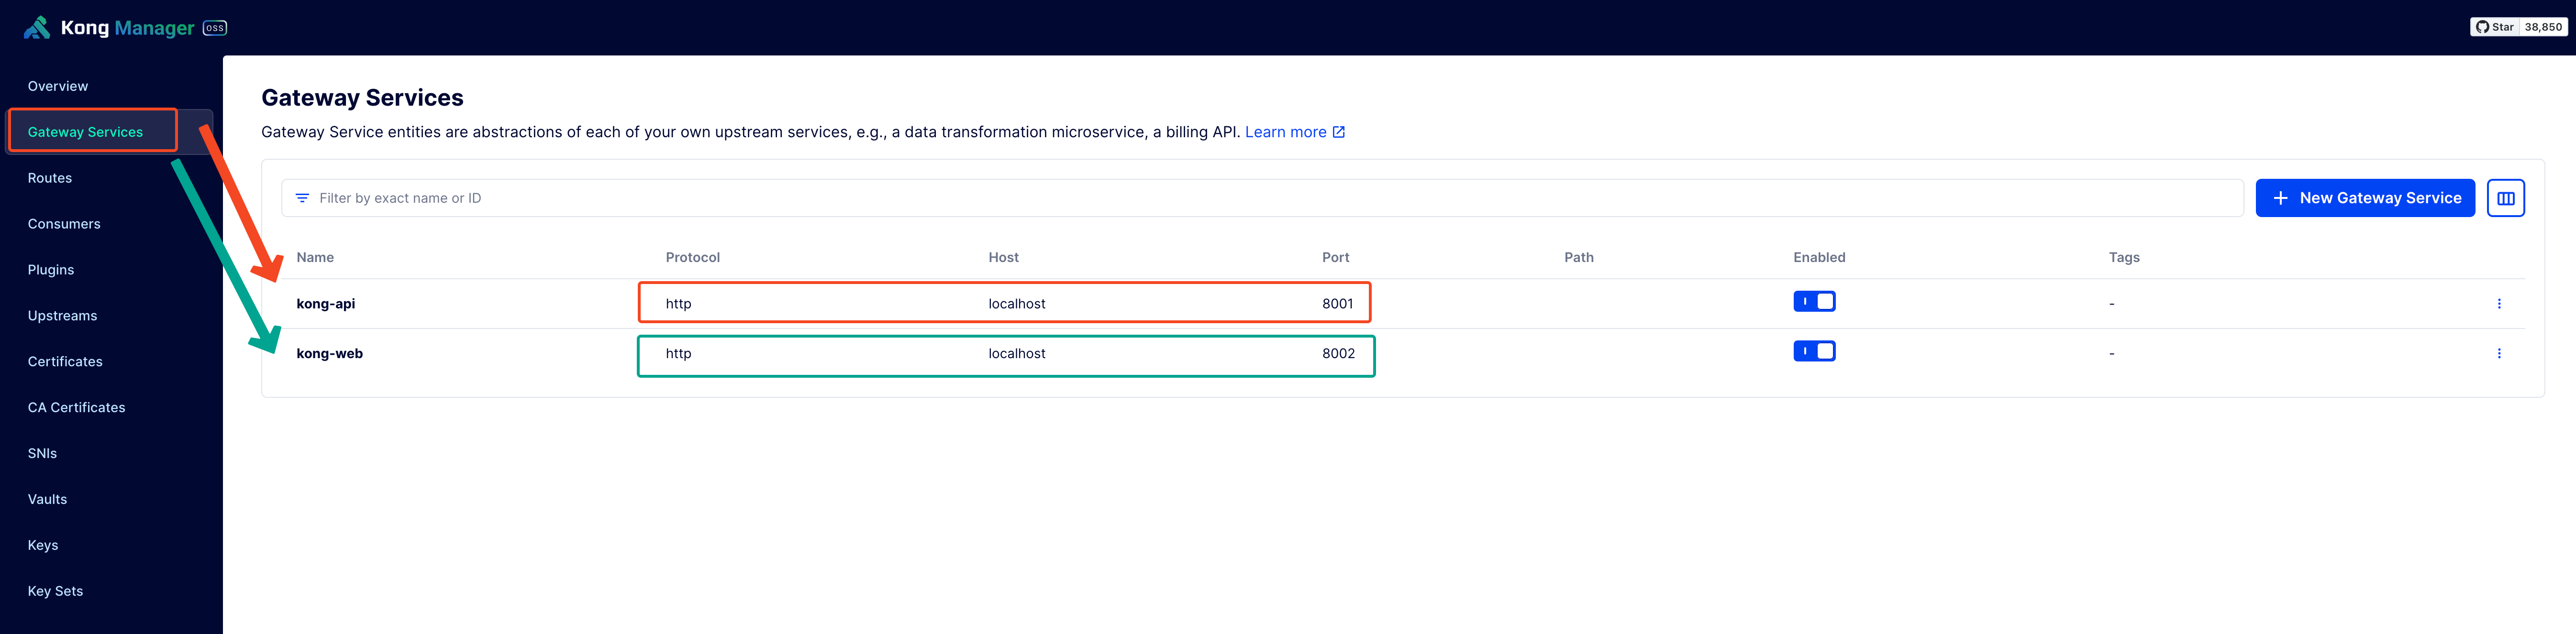 Kong Manager OSS
Star 38,850
Overview
Gateway Services
Routes
Consumers
Plugins
Upstreams
Certificates
CA Certificates
SNIs
Vaults
Keys
Key Sets
Gateway Services
Gateway Service entities are abstractions of each of your own upstream services, e.g., a data transformation microservice, a billing API. Learn more
Filter by exact name or ID
+ New Gateway Service
Name Protocol Host Port Path Enabled Tags
kong-api http localhost 8001 -
kong-web http localhost 8002 -